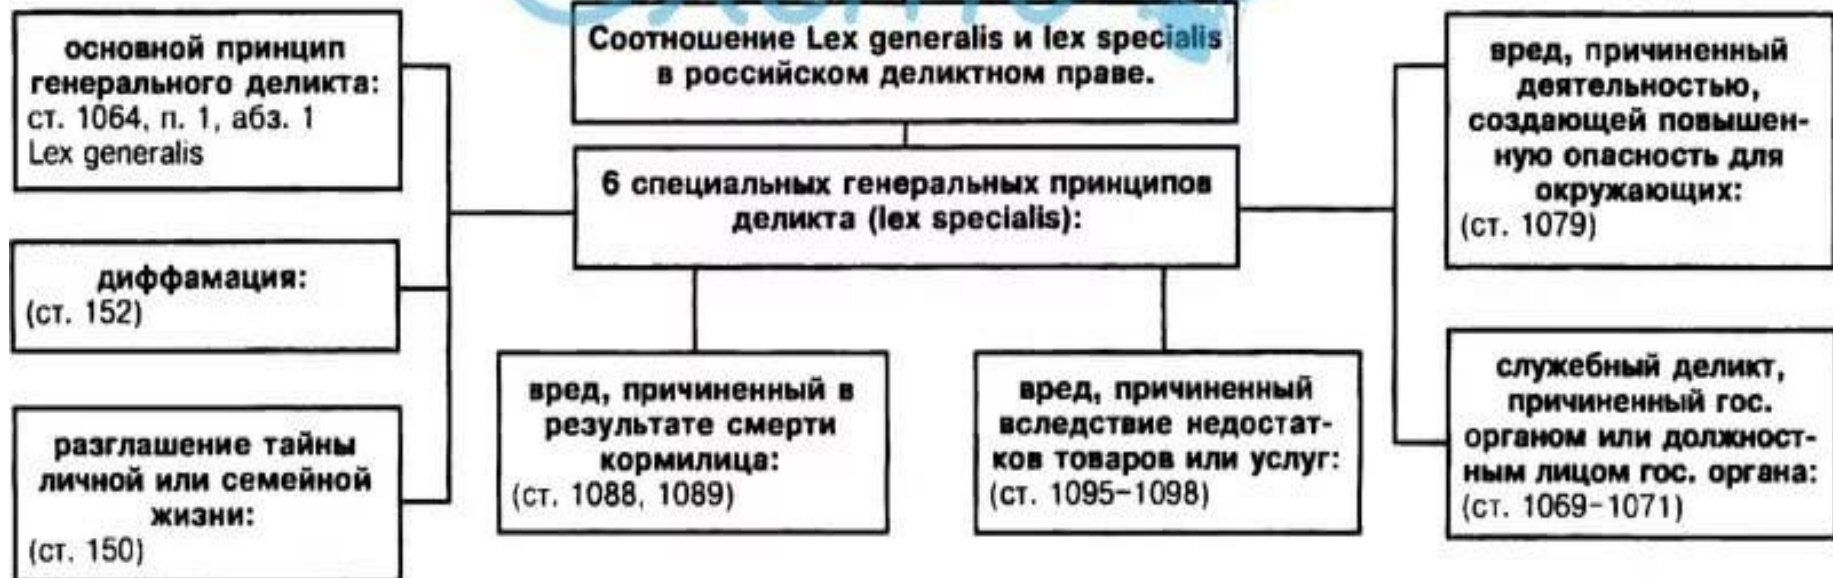 Соотношение Lex generalis и lex specialis
в российском деликтном праве.
6 специальных генеральных принципов
деликта (lex specialis):
основной принцип
генерального деликта:
ст. 1064, п. 1, абз. 1
Lex generalis
диффамация:
(ст. 152)
разглашение тайны
личной или семейной
жизни:
(ст. 150)
вред, причиненный в
результате смерти
кормилица:
(ст. 1088, 1089)
вред, причиненный
вследствие недостат-
ков товаров или услуг:
(ст. 1095–1098)
вред, причиненный
деятельностью,
создающей повышен-
ную опасность для
окружающих:
(ст. 1079)
служебный деликт,
причиненный гос.
органом или должност-
ным лицом гос. органа:
(ст. 1069–1071)